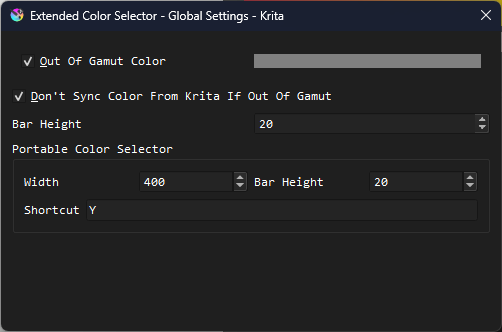 Extended Color Selector - Global Settings - Krita
Out Of Gamut Color
Don't Sync Color From Krita If Out Of Gamut
Bar Height 20
Portable Color Selector
Width 400 Bar Height 20
Shortcut Y